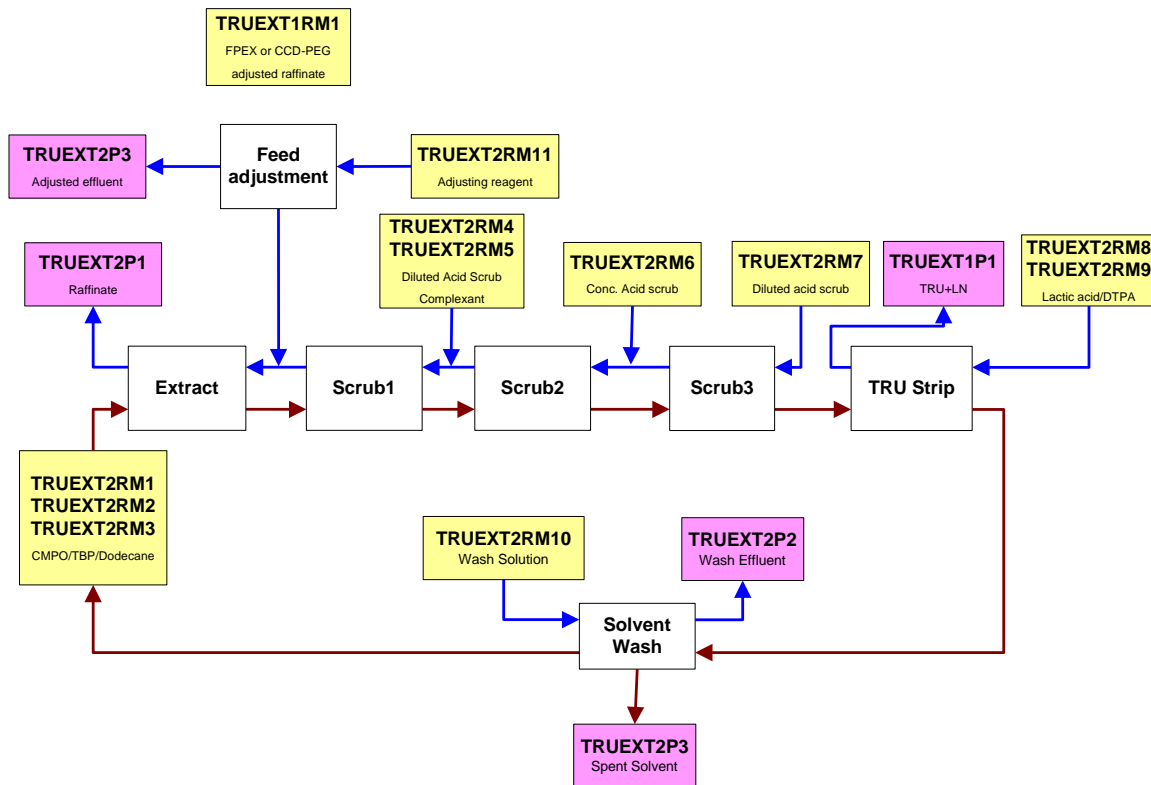 TRUEXT1RM1
FPEX or CCD-PEG
adjusted raffinate
TRUEXT2P3
Adjusted effluent
Feed
adjustment
TRUEXT2RM11
Adjusting reagent
TRUEXT2P1
Raffinate
TRUEXT2RM4
TRUEXT2RM5
Diluted Acid Scrub
Complexant
TRUEXT2RM6
Conc. Acid scrub
TRUEXT2RM7
Diluted acid scrub
TRUEXT1P1
TRU+LN
TRUEXT2RM8
TRUEXT2RM9
Lactic acid/DTPA
Extract
Scrub1
Scrub2
Scrub3
TRU Strip
TRUEXT2RM1
TRUEXT2RM2
TRUEXT2RM3
CMPO/TBP/Dodecane
TRUEXT2RM10
Wash Solution
TRUEXT2P2
Wash Effluent
Solvent
Wash
TRUEXT2P3
Spent Solvent